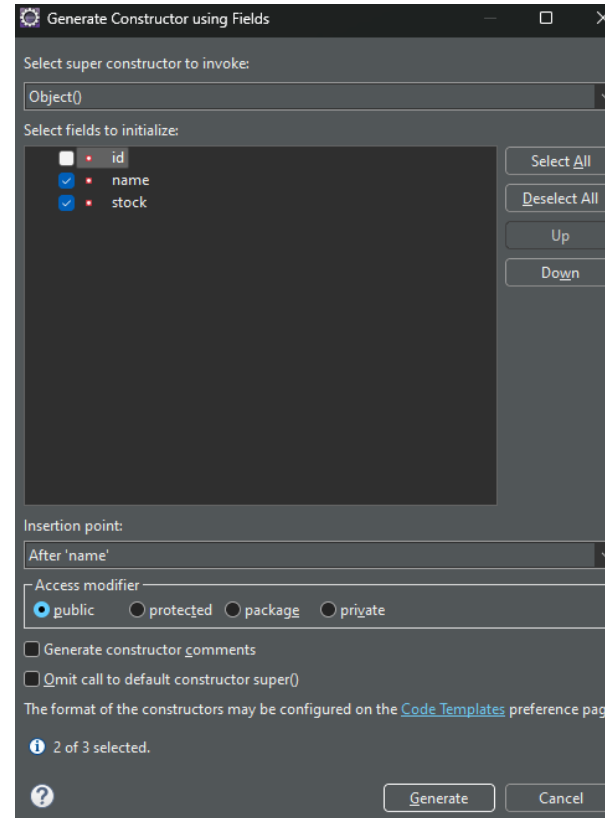 Generate Constructor using Fields
Select super constructor to invoke:
Object()
Select fields to initialize:
id
name
stock
Select All
Deselect All
Up
Down
Insertion point:
After 'name'
Access modifier
public protected package private
Generate constructor comments
Omit call to default constructor super()
The format of the constructors may be configured on the Code Templates preference pag
2 of 3 selected.
Generate Cancel